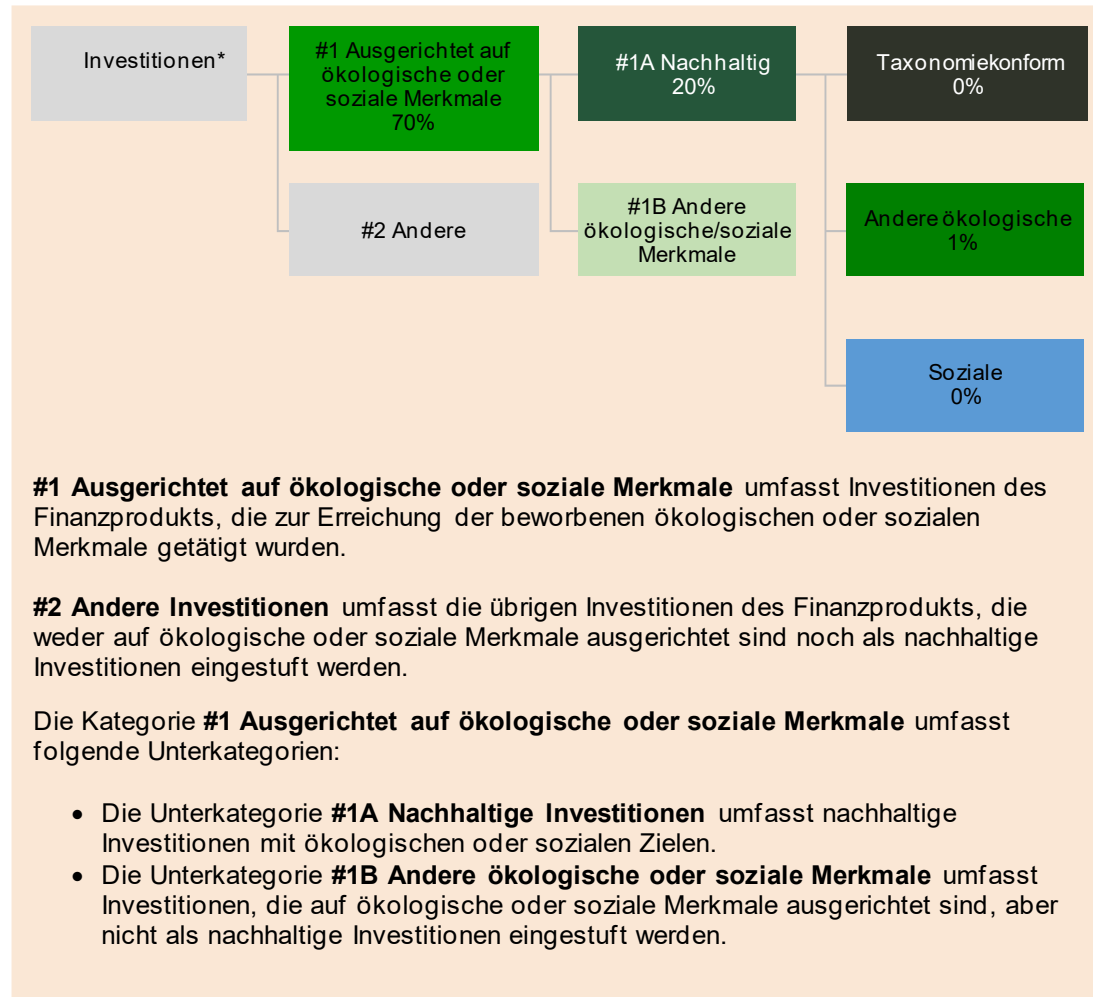 Investitionen*
#1 Ausgerichtet auf
ökologische oder
soziale Merkmale
70%
#1A Nachhaltig
20%
Taxonomiekonform
0%
#2 Andere
#1B Andere
ökologische/soziale
Merkmale
Andere ökologische
1%
Soziale
0%
#1 Ausgerichtet auf ökologische oder soziale Merkmale umfasst Investitionen des
Finanzprodukts, die zur Erreichung der beworbenen ökologischen oder sozialen
Merkmale getätigt wurden.
#2 Andere Investitionen umfasst die übrigen Investitionen des Finanzprodukts, die
weder auf ökologische oder soziale Merkmale ausgerichtet sind noch als nachhaltige
Investitionen eingestuft werden.
Die Kategorie #1 Ausgerichtet auf ökologische oder soziale Merkmale umfasst
folgende Unterkategorien:
• Die Unterkategorie #1A Nachhaltige Investitionen umfasst nachhaltige
Investitionen mit ökologischen oder sozialen Zielen.
• Die Unterkategorie #1B Andere ökologische oder soziale Merkmale umfasst
Investitionen, die auf ökologische oder soziale Merkmale ausgerichtet sind, aber
nicht als nachhaltige Investitionen eingestuft werden.